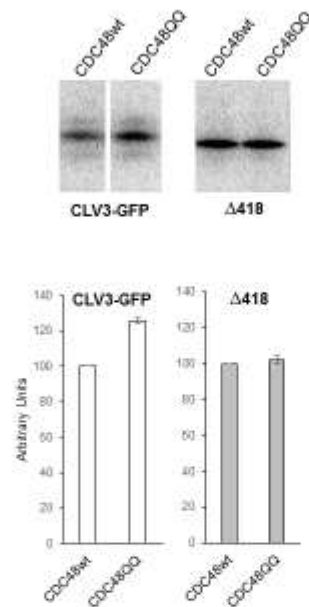 CDC48wt CDC48QQ CDC48wt CDC48QQ
CLV3-GFP Δ418
CLV3-GFP Δ418
Arbitrary Units
140 140
120 120
100 100
80 80
60 60
40 40
20 20
0 0
CDC48wt CDC48QQ CDC48wt CDC48QQ